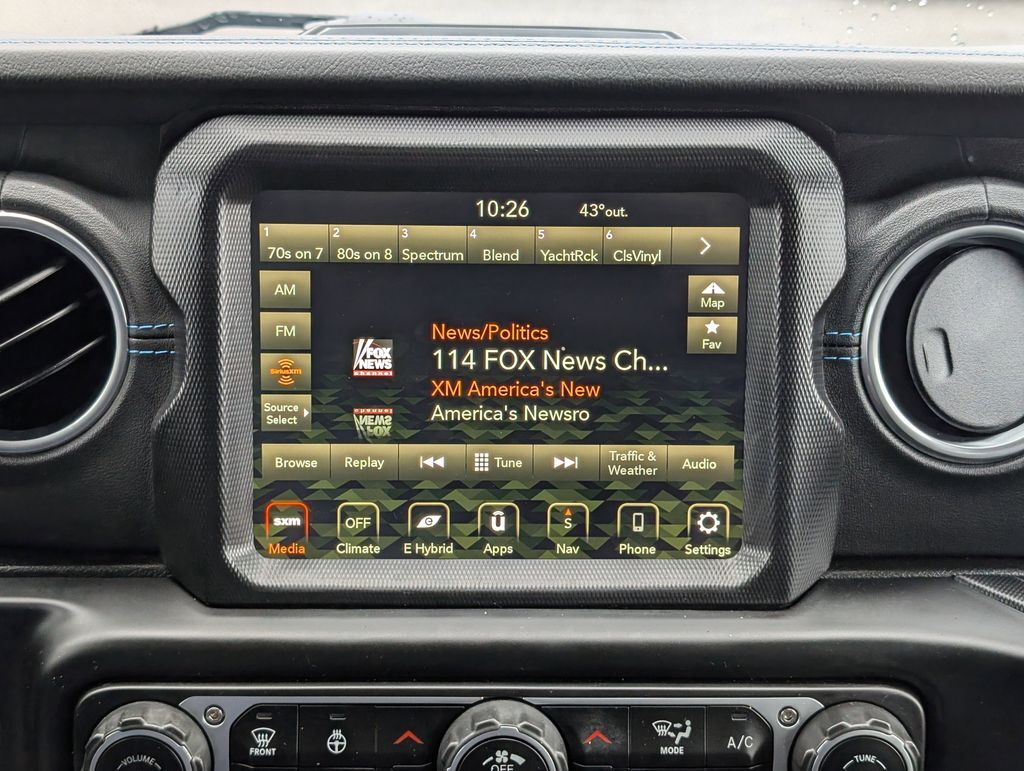 10:26 43°out.
1 2 3 4 5 6
70s on 7 80s on 8 Spectrum Blend YachtRck ClsVinyl
AM
Map
FM
Fav
SiriusXM
Source
Select
FOX
NEWS
channel
News/Politics
114 FOX News Ch...
XM America's New
America's Newsro
Browse Replay Tune Traffic &
Weather Audio
sxm OFF e û S
Media Climate E Hybrid Apps Nav Phone Settings
VOLUME FRONT OFF MODE A/C TUNE